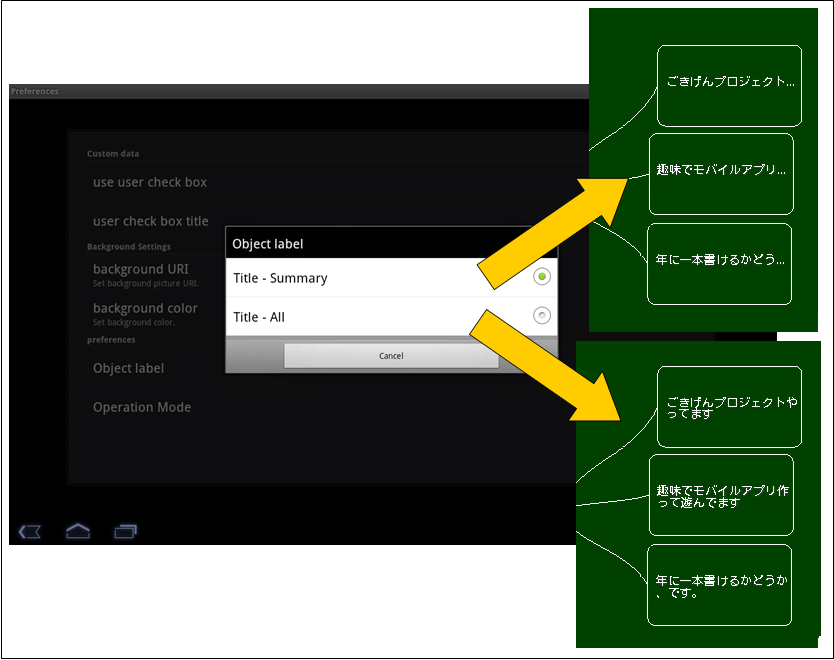 Preferences
Custom data
use user check box
user check box title
Background Settings
background URI
Set background picture URI.
background color
Set background color.
preferences
Object label
Operation Mode
Object label
Title - Summary
Title - All
Cancel
ごきげんプロジェクト...
趣味でモバイルアプリ...
年に一本書けるかどう...
ごきげんプロジェクトや
ってます
趣味でモバイルアプリ作
って遊んでます
年に一本書けるかどうか
、です。